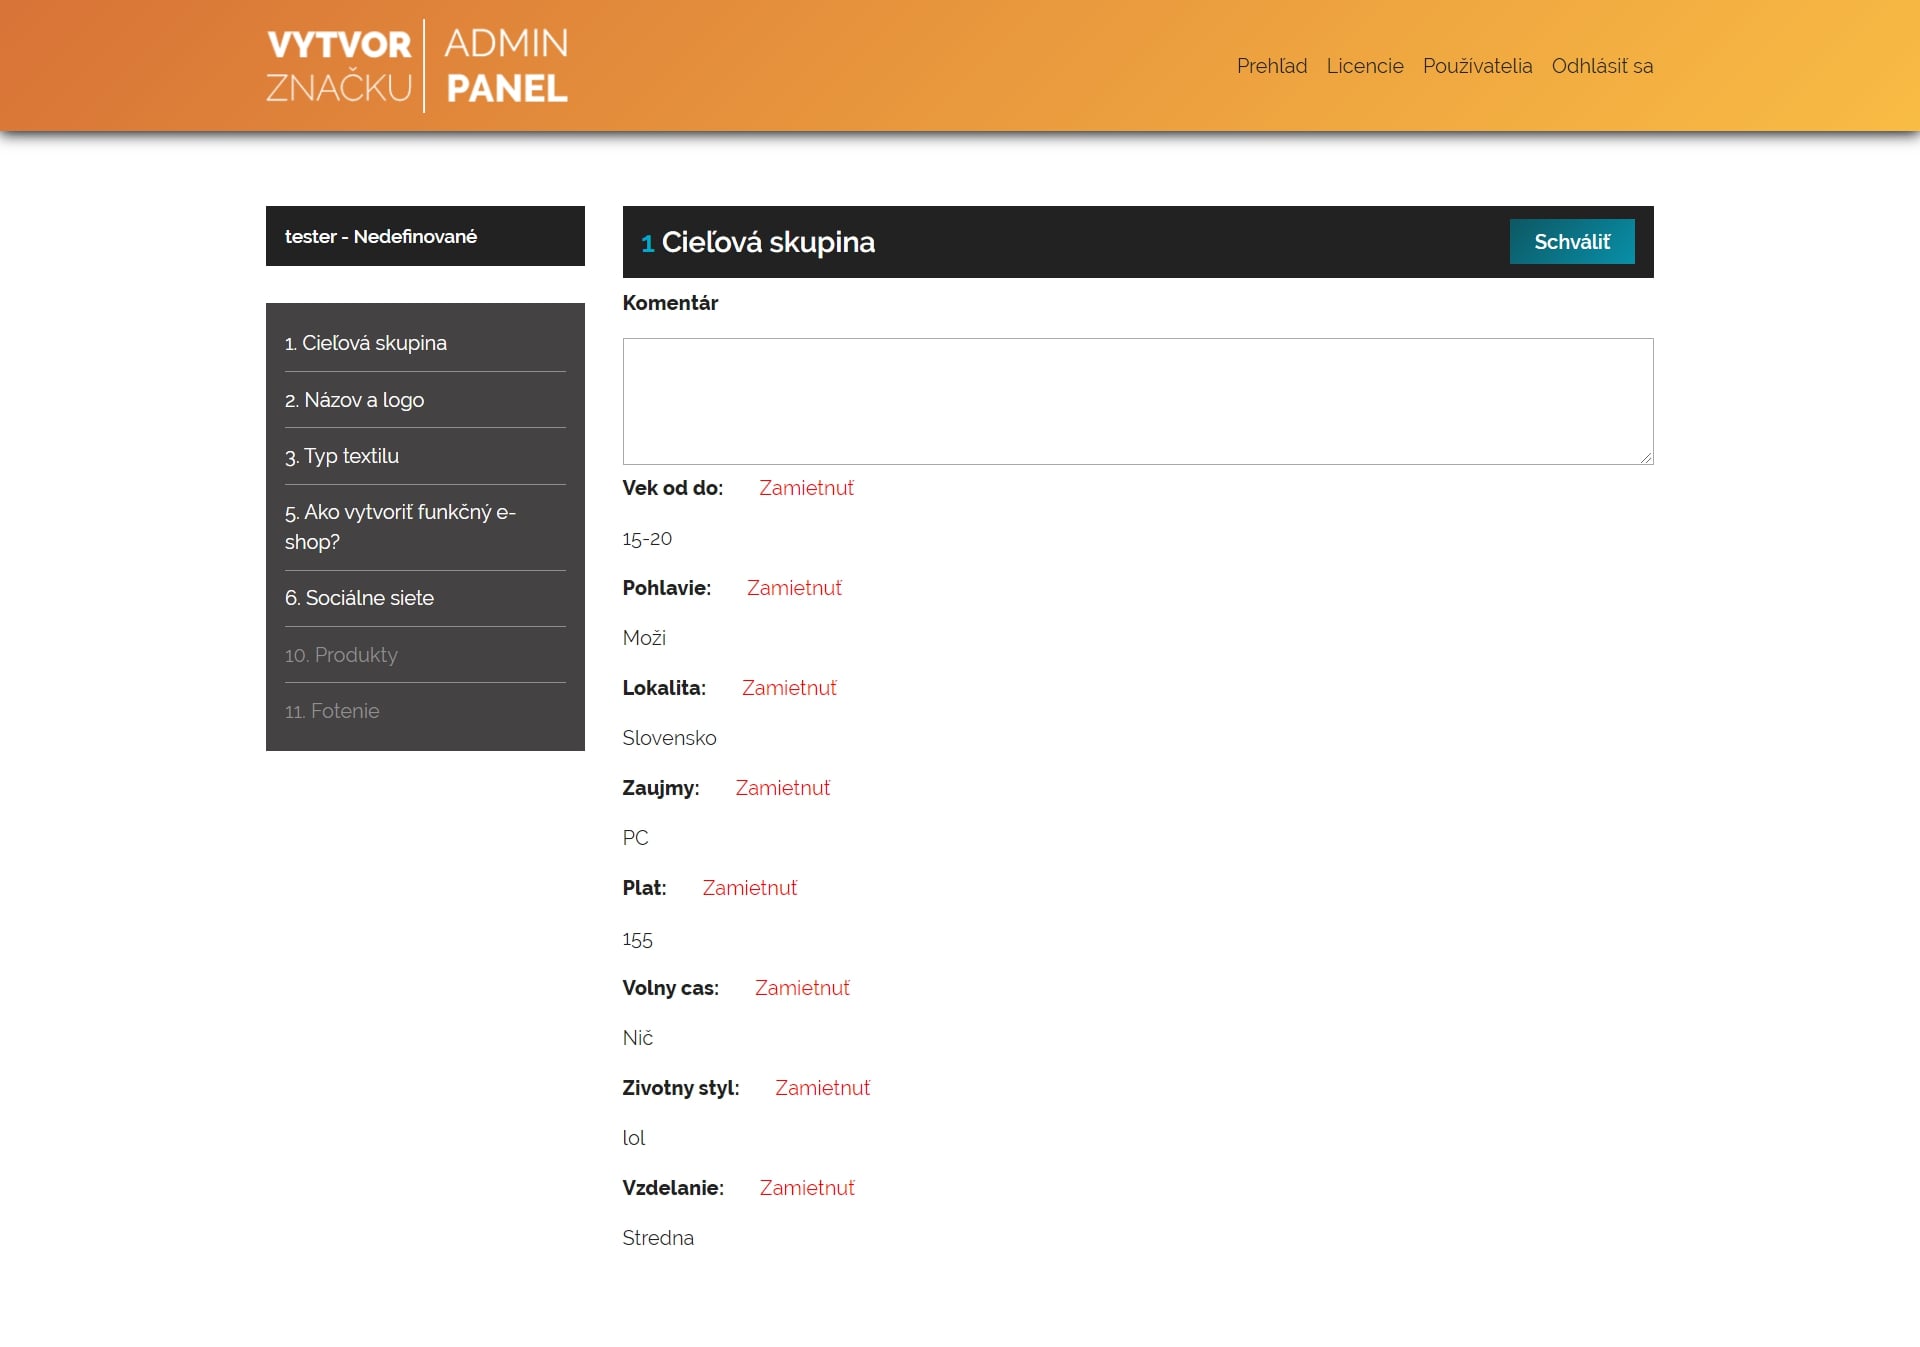 VYTVOR
ZNAČKU
ADMIN
PANEL
Prehľad Licencie Používatelia Odhlásiť sa
tester - Nedefinované
1. Cieľová skupina
2. Názov a logo
3. Typ textilu
5. Ako vytvoriť funkčný e-
shop?
6. Sociálne siete
10. Produkty
11. Fotenie
1 Cieľová skupina
Schváliť
Komentár
Vek od do: Zamietnuť
15-20
Pohlavie: Zamietnuť
Moži
Lokalita: Zamietnuť
Slovensko
Zaujmy: Zamietnuť
PC
Plat: Zamietnuť
155
Volny cas: Zamietnuť
Nič
Zivotny styl: Zamietnuť
lol
Vzdelanie: Zamietnuť
Stredna